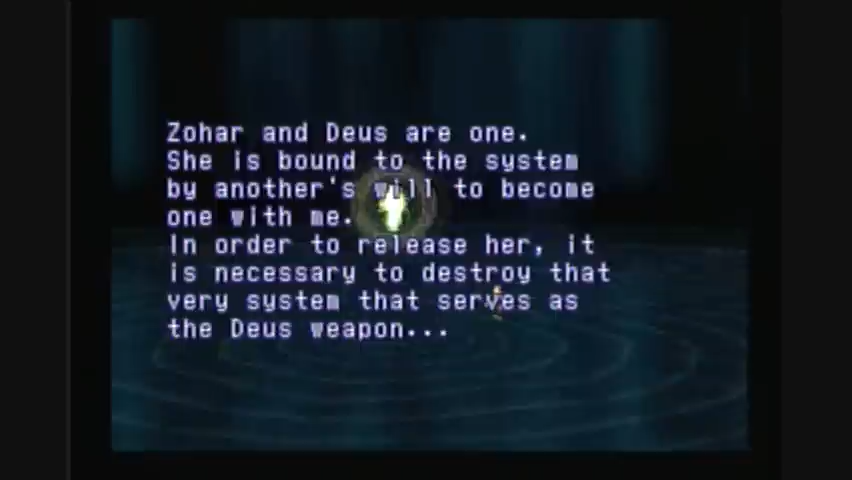 Zohar and Deus are one.
She is bound to the system
by another's will to become
one with me.
In order to release her, it
is necessary to destroy that
very system that serves as
the Deus weapon...